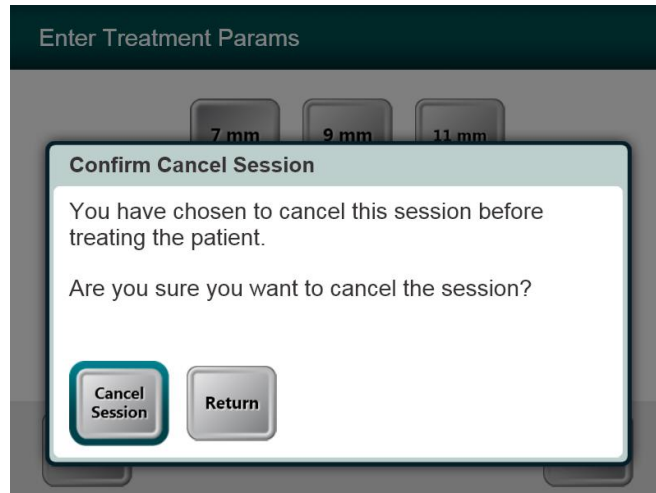 Enter Treatment Params
7 mm
9 mm
11 mm
Confirm Cancel Session
You have chosen to cancel this session before
treating the patient.
Are you sure you want to cancel the session?
Cancel
Session
Return